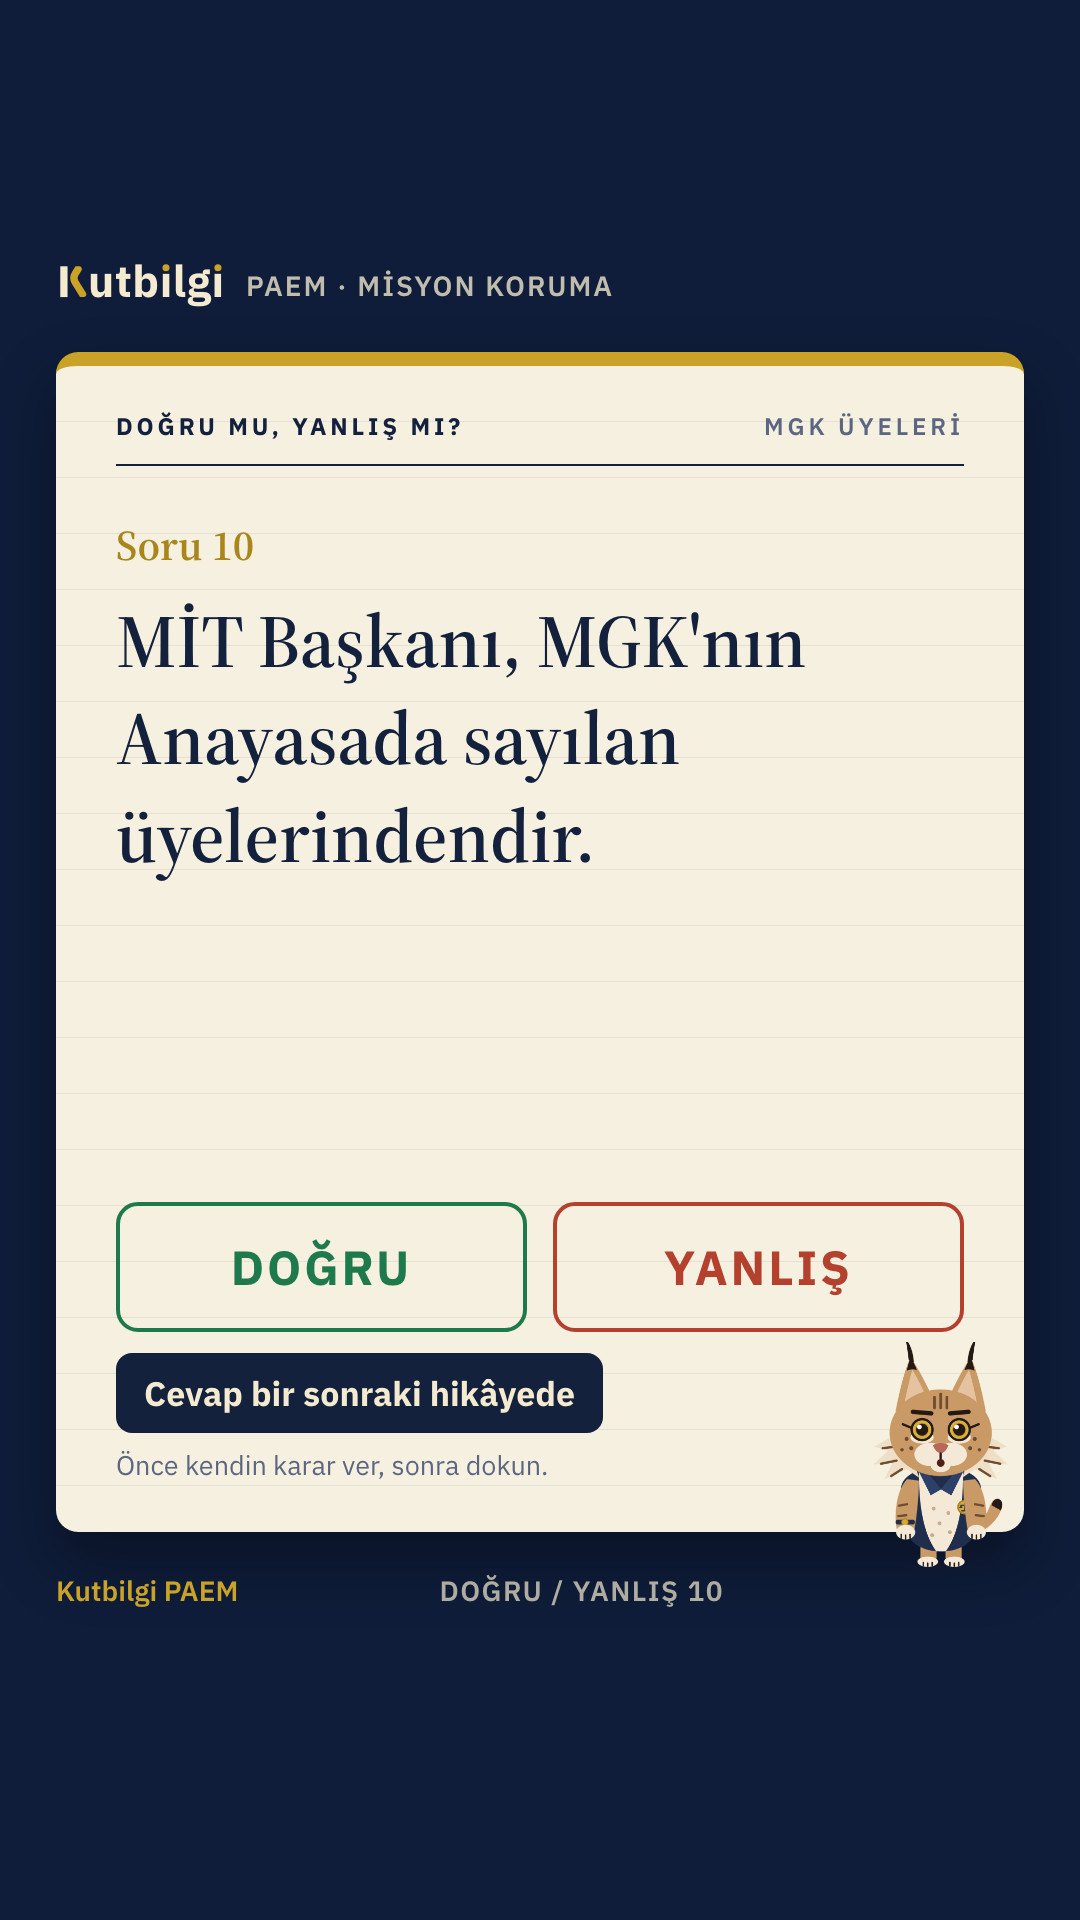 Kutbilgi PAEM · MİSYON KORUMA
DOĞRU MU, YANLIŞ MI? MGK ÜYELERİ
Soru 10
MİT Başkanı, MGK'nın
Anayasada sayılan
üyelerindendir.
DOĞRU YANLIŞ
Cevap bir sonraki hikâyede
Önce kendin karar ver, sonra dokun.
Kutbilgi PAEM DOĞRU / YANLIŞ 10